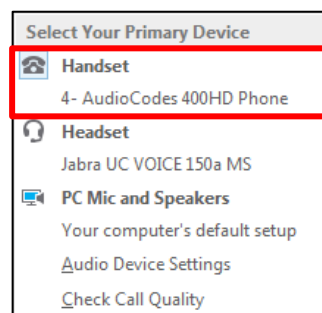 Select Your Primary Device
Handset
4- AudioCodes 400HD Phone
Headset
Jabra UC VOICE 150a MS
PC Mic and Speakers
Your computer's default setup
Audio Device Settings
Check Call Quality